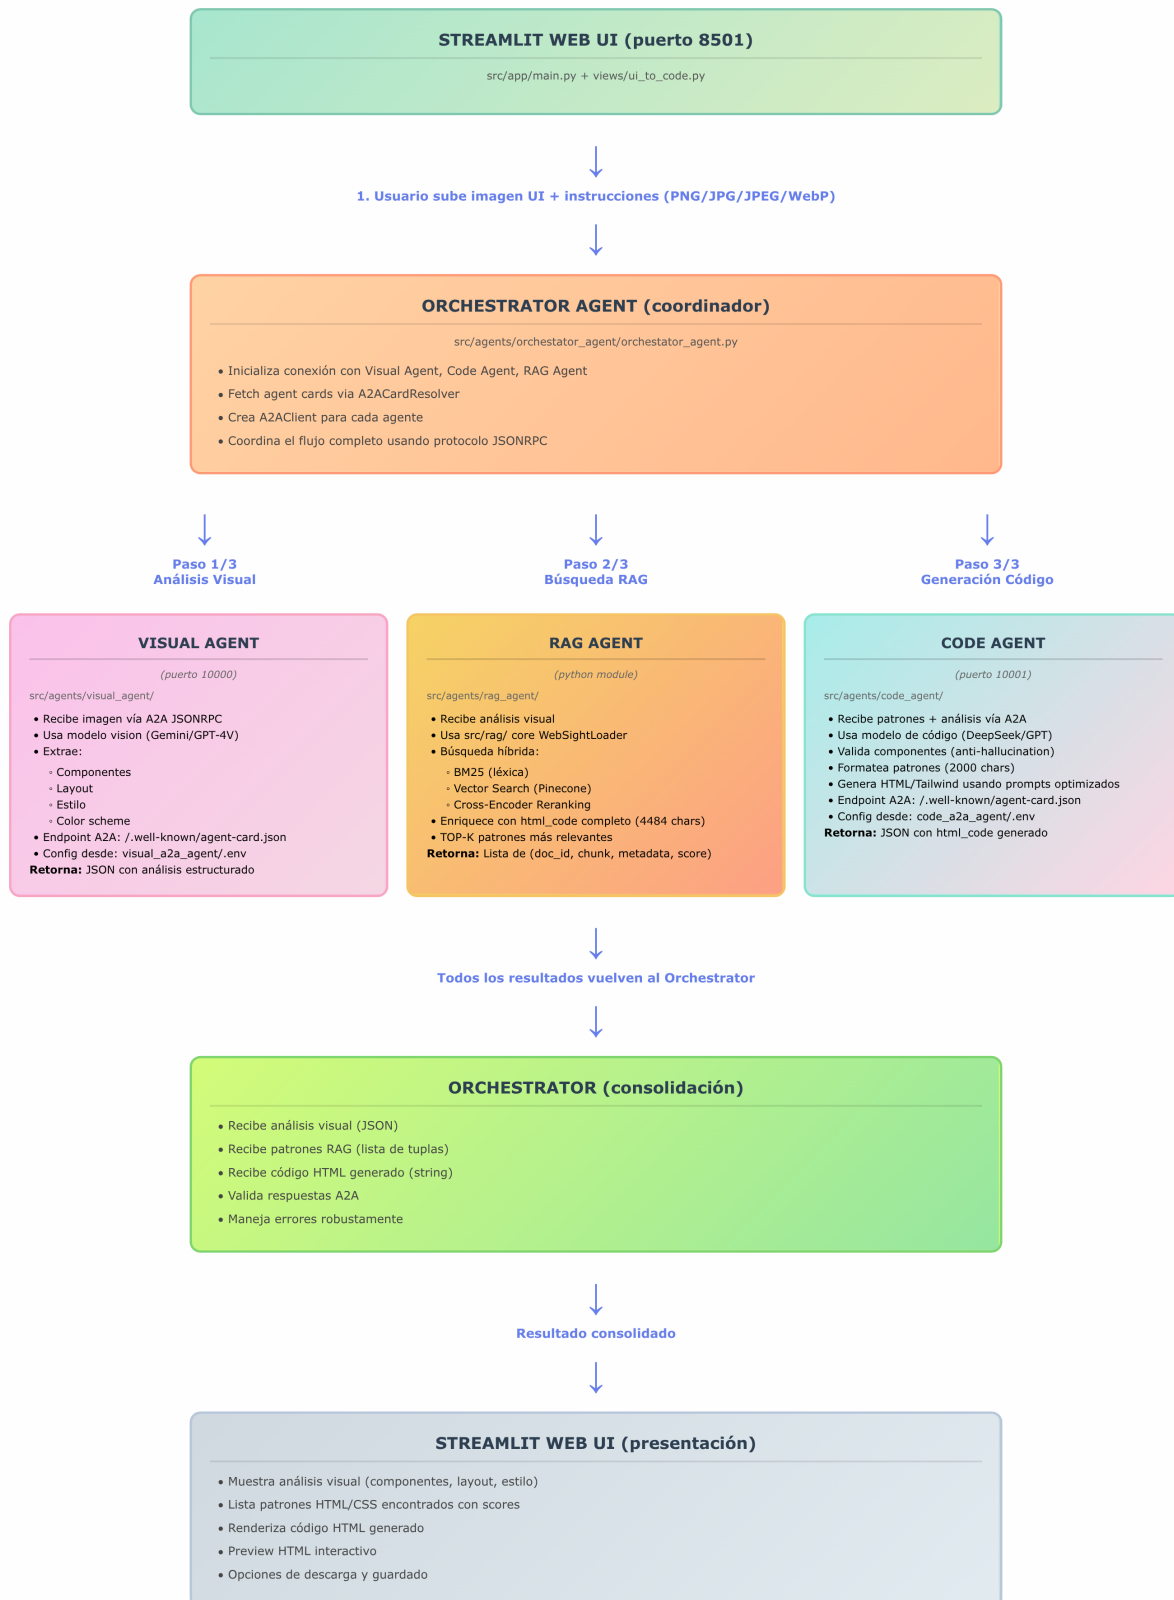 STREAMLIT WEB UI (puerto 8501)
src/app/main.py + views/ui_to_code.py
↓
1. Usuario sube imagen UI + instrucciones (PNG/JPG/JPEG/WebP)
↓
ORCHESTRATOR AGENT (coordinador)
src/agents/orchestator_agent/orchestator_agent.py
• Inicializa conexión con Visual Agent, Code Agent, RAG Agent
• Fetch agent cards via A2ACardResolver
• Crea A2AClient para cada agente
• Coordina el flujo completo usando protocolo JSONRPC
↓
Paso 1/3
Análisis Visual
↓
Paso 2/3
Búsqueda RAG
↓
Paso 3/3
Generación Código
VISUAL AGENT
(puerto 10000)
src/agents/visual_agent/
• Recibe imagen vía A2A JSONRPC
• Usa modelo vision (Gemini/GPT-4V)
• Extrae:
◦ Componentes
◦ Layout
◦ Estilo
◦ Color scheme
• Endpoint A2A: /.well-known/agent-card.json
• Config desde: visual_a2a_agent/.env
Retorna: JSON con análisis estructurado
RAG AGENT
(python module)
src/agents/rag_agent/
• Recibe análisis visual
• Usa src/rag/ core WebSightLoader
• Búsqueda híbrida:
◦ BM25 (léxica)
◦ Vector Search (Pinecone)
◦ Cross-Encoder Reranking
• Enriquece con html_code completo (4484 chars)
• TOP-K patrones más relevantes
Retorna: Lista de (doc_id, chunk, metadata, score)
CODE AGENT
(puerto 10001)
src/agents/code_agent/
• Recibe patrones + análisis vía A2A
• Usa modelo de código (DeepSeek/GPT)
• Valida componentes (anti-hallucination)
• Formatea patrones (2000 chars)
• Genera HTML/Tailwind usando prompts optimizados
• Endpoint A2A: /.well-known/agent-card.json
• Config desde: code_a2a_agent/.env
Retorna: JSON con html_code generado
↓
Todos los resultados vuelven al Orchestrator
↓
ORCHESTRATOR (consolidación)
• Recibe análisis visual (JSON)
• Recibe patrones RAG (lista de tuplas)
• Recibe código HTML generado (string)
• Valida respuestas A2A
• Maneja errores robustamente
↓
Resultado consolidado
↓
STREAMLIT WEB UI (presentación)
• Muestra análisis visual (componentes, layout, estilo)
• Lista patrones HTML/CSS encontrados con scores
• Renderiza código HTML generado
• Preview HTML interactivo
• Opciones de descarga y guardado